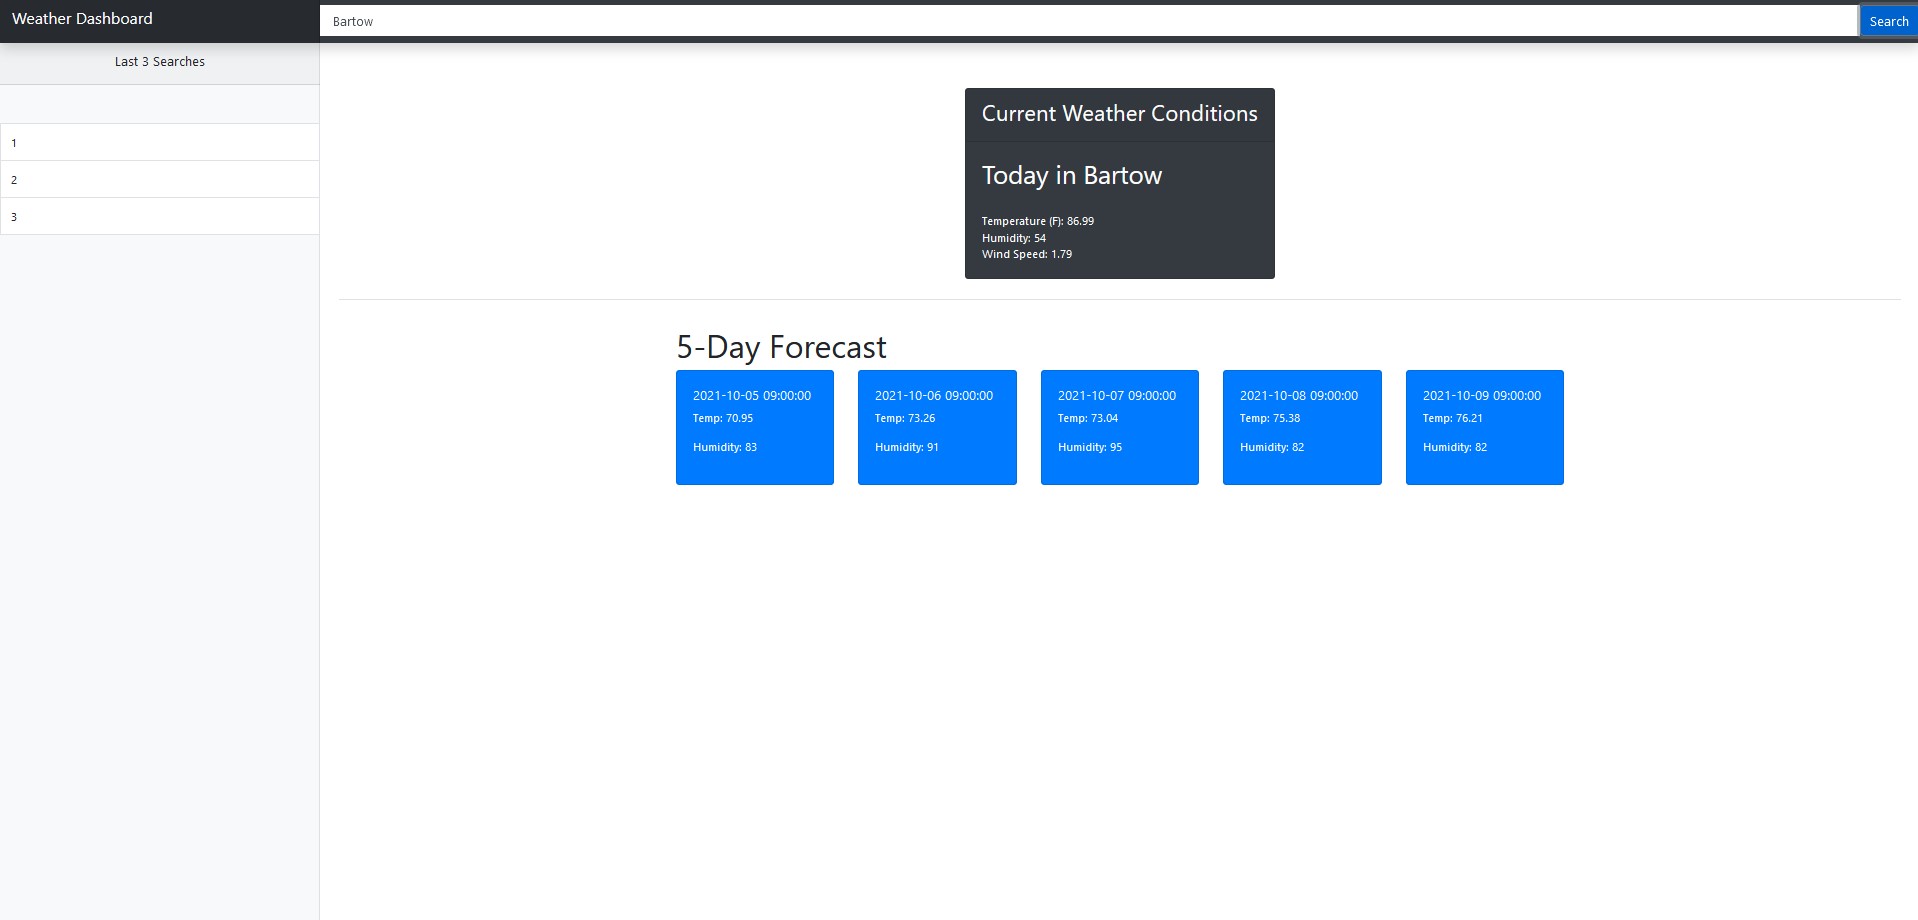 Weather Dashboard
Bartow
Search
Last 3 Searches
1
2
3
Current Weather Conditions
Today in Bartow
Temperature (F): 86.99
Humidity: 54
Wind Speed: 1.79
5-Day Forecast
2021-10-05 09:00:00
Temp: 70.95
Humidity: 83
2021-10-06 09:00:00
Temp: 73.26
Humidity: 91
2021-10-07 09:00:00
Temp: 73.04
Humidity: 95
2021-10-08 09:00:00
Temp: 75.38
Humidity: 82
2021-10-09 09:00:00
Temp: 76.21
Humidity: 82